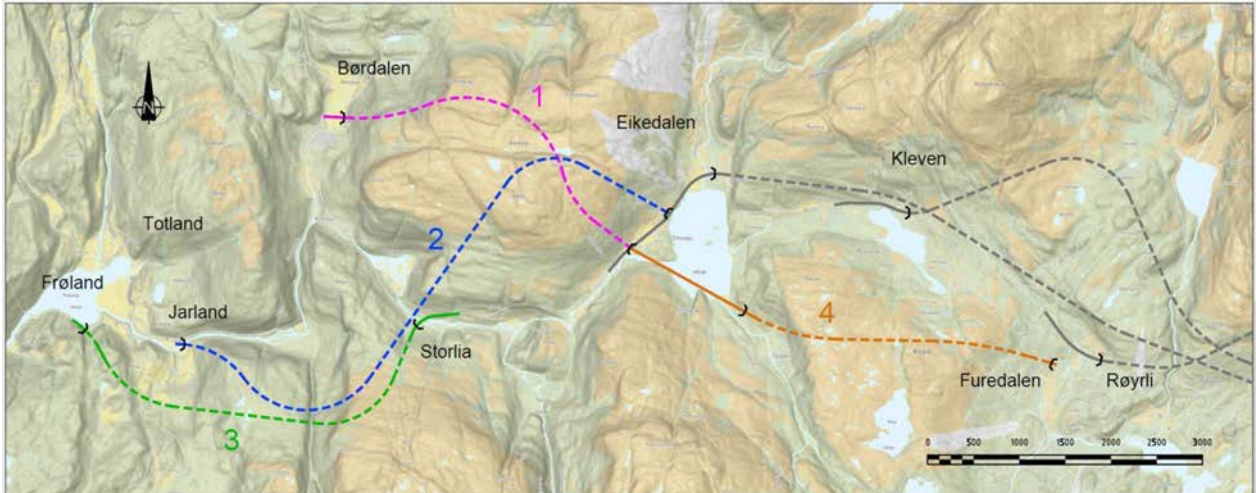 Børdalen
1
N
Eikedalen
Kleven
Totland
2
Frøland
Jarland
Storlia
4
Furedalen
Røyrli
3
0 500 1000 1500 2000 2500 3000